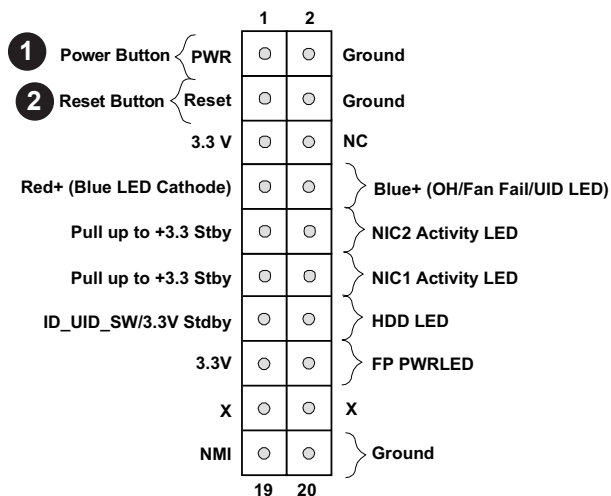 1 2
1 Power Button PWR Ground
2 Reset Button Reset Ground
3.3 V NC
Red+ (Blue LED Cathode) Blue+ (OH/Fan Fail/UID LED)
Pull up to +3.3 Stby NIC2 Activity LED
Pull up to +3.3 Stby NIC1 Activity LED
ID_UID_SW/3.3V Stdby HDD LED
3.3V FP PWRLED
X X
NMI Ground
19 20